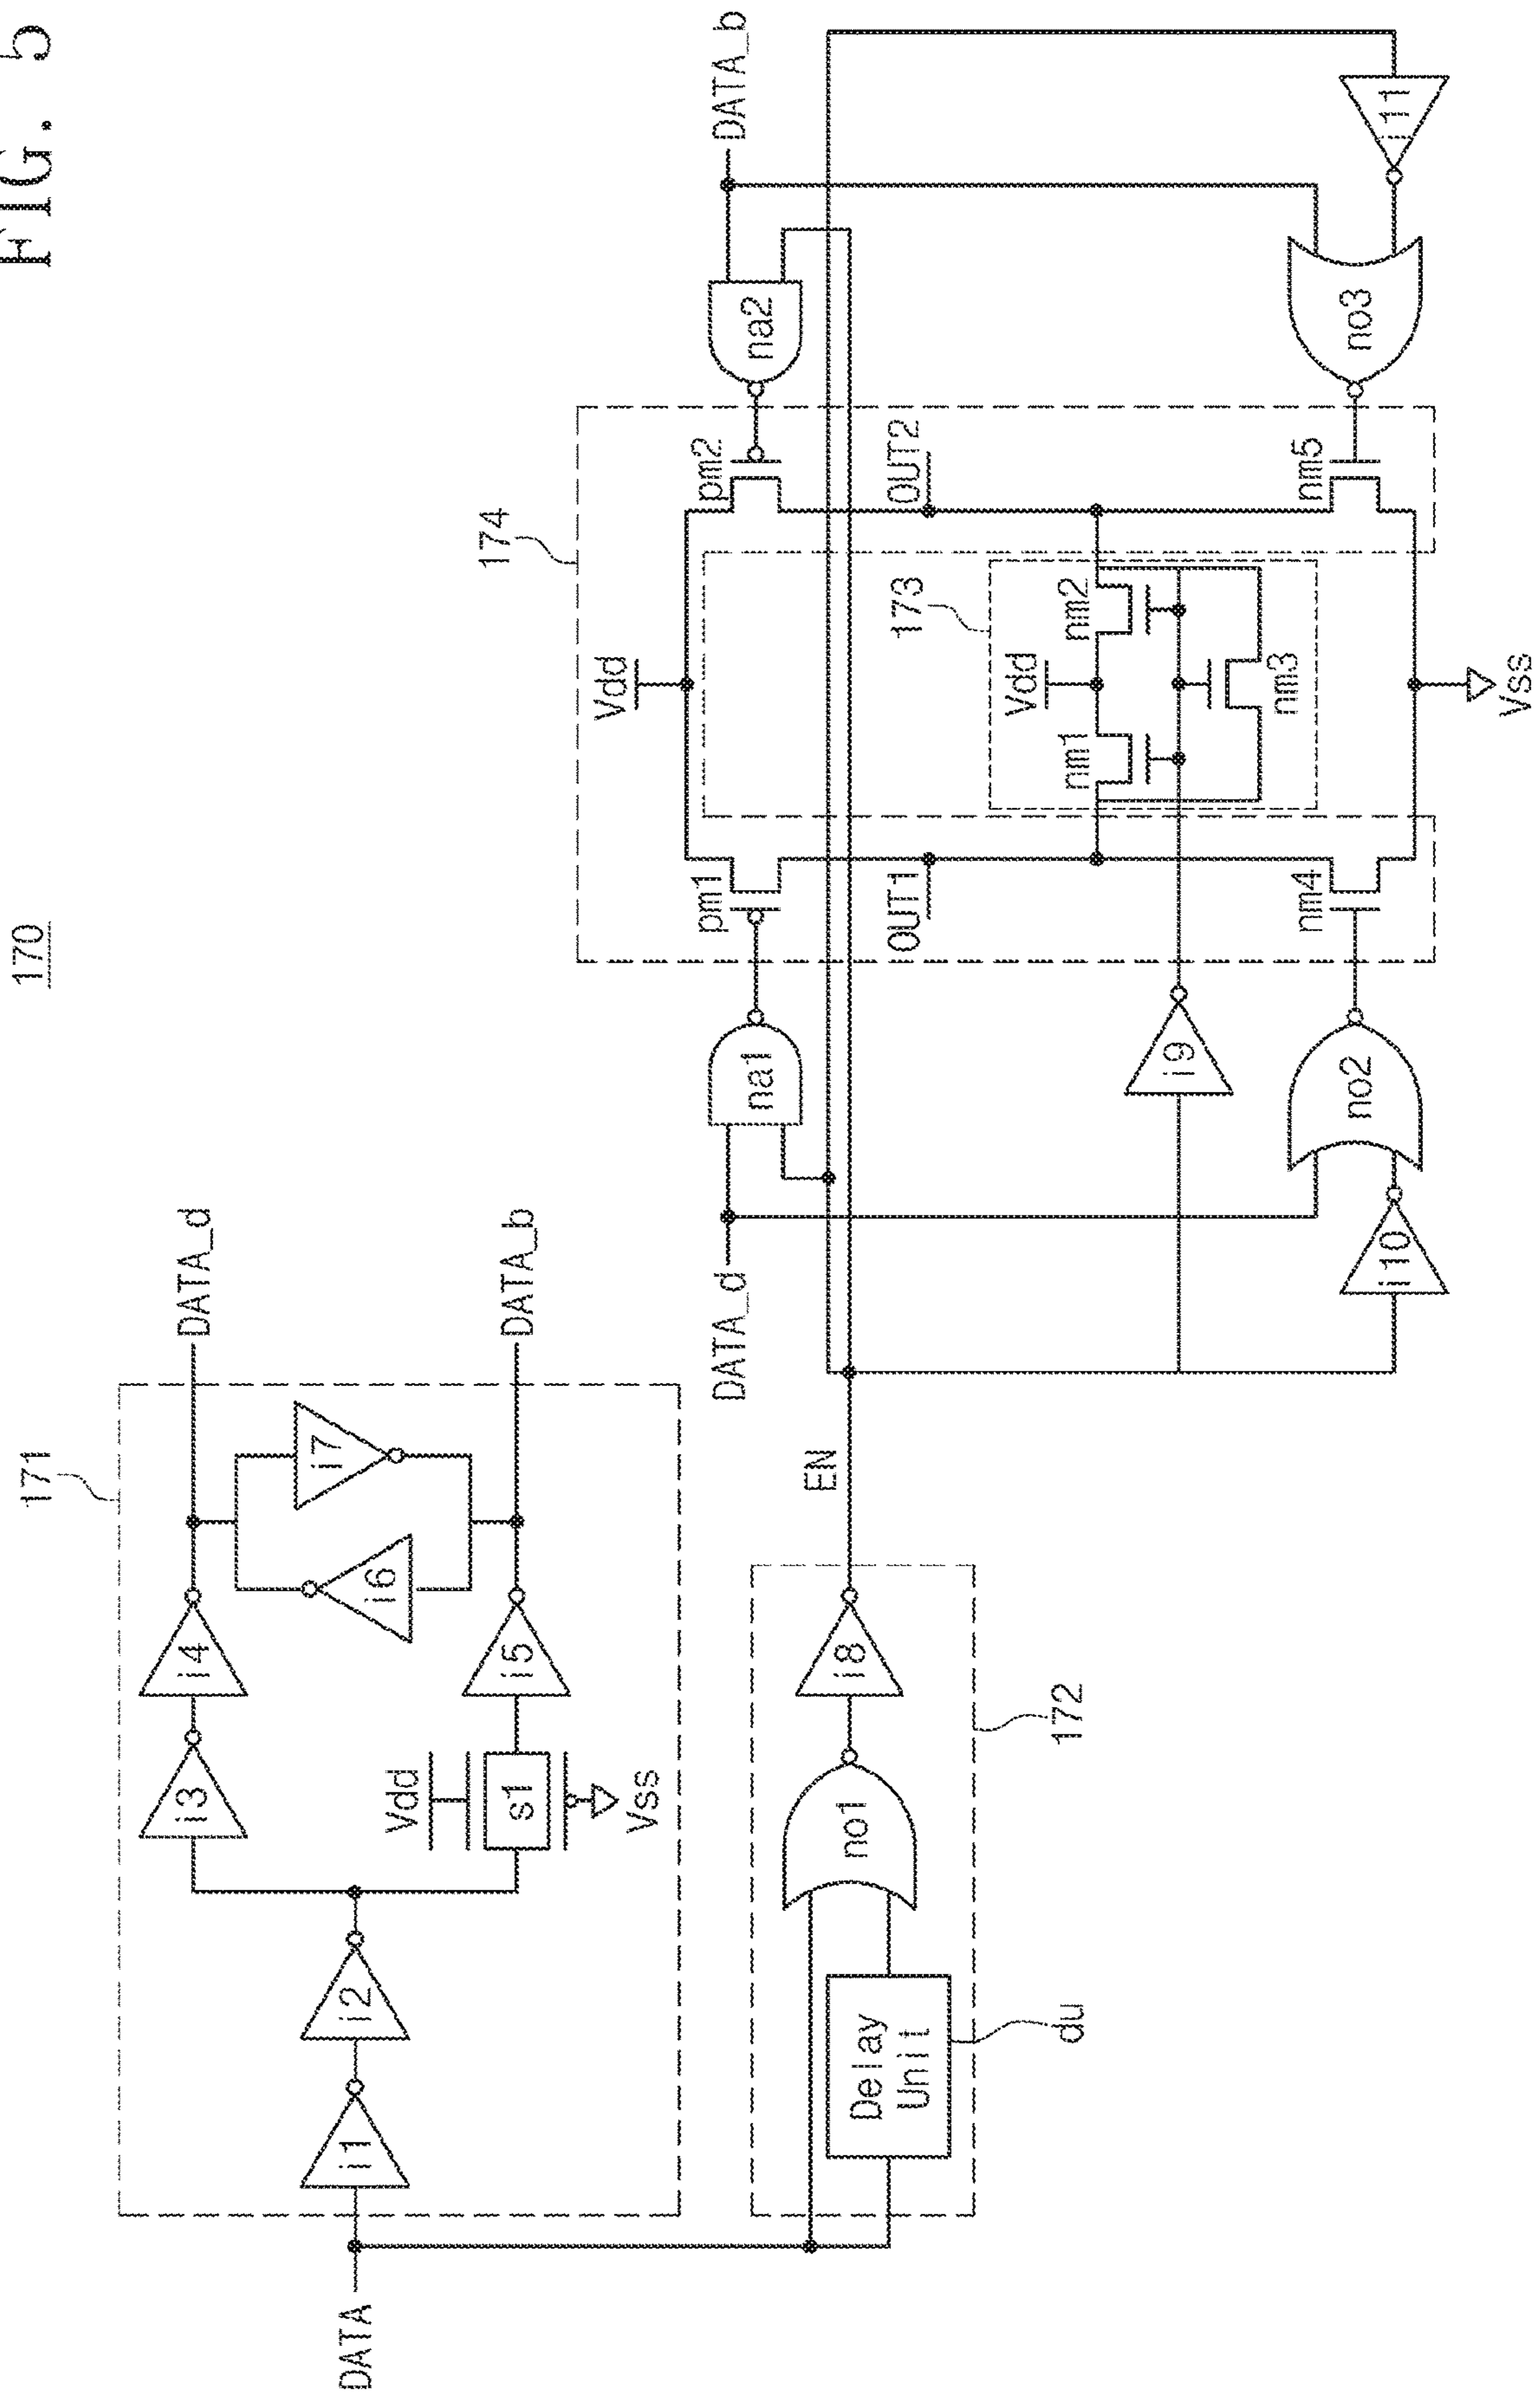 FIG. 5
170
171
DATA
i1
i2
i3
i4
DATA_d
Vdd
s1
Vss
i5
i6
i7
DATA_b
Delay
Unit
du
no1
i8
172
EN
DATA_d
na1
i9
i10
no2
174
Vdd
pm1
pm2
OUT1
OUT2
173
Vdd
nm1
nm2
nm3
nm4
nm5
Vss
na2
DATA_b
no3
i11